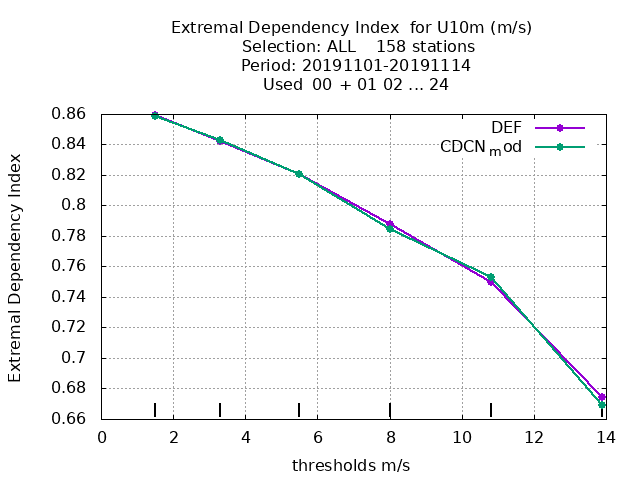 Extremal Dependency Index  for U10m (m/s)
Selection: ALL    158 stations
Period: 20191101-20191114
Used  00  + 01 02 ... 24
DEF
CDCN_mod
Extremal Dependency Index
0.86
0.84
0.82
0.8
0.78
0.76
0.74
0.72
0.7
0.68
0.66
0 2 4 6 8 10 12 14
thresholds m/s